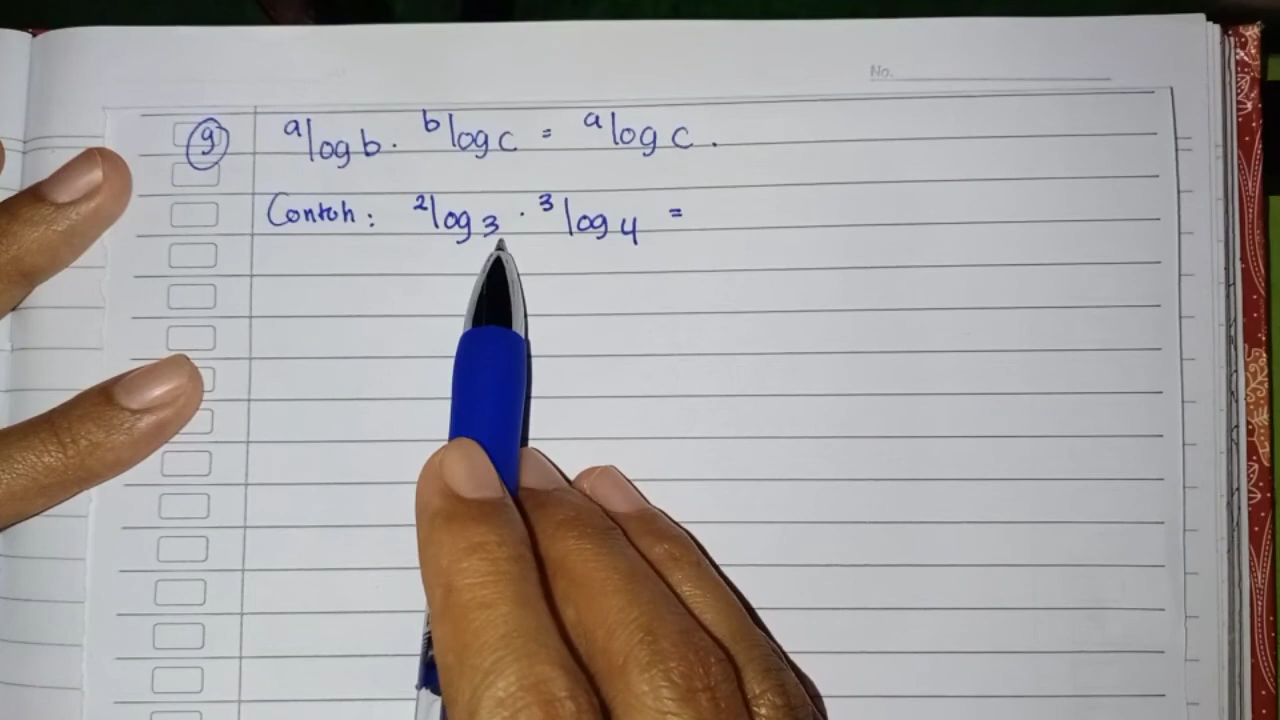 No.
9 ᵃlog b . ᵇlog c = ᵃlog c.
Contoh : ²log 3 . ³log 4 =